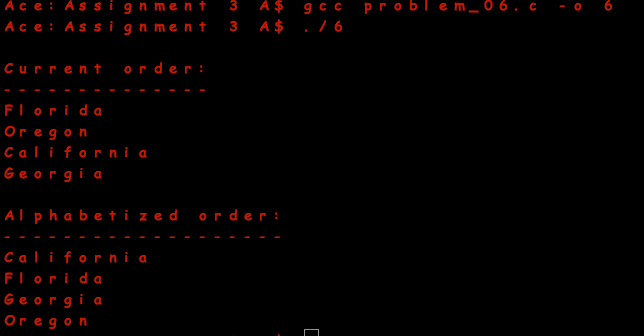 Ace: Assignment 3 A$ gcc problem_06.c -o 6
Ace: Assignment 3 A$ ./6
Current order:
--------------
Florida
Oregon
California
Georgia
Alphabetized order:
-------------------
California
Florida
Georgia
Oregon